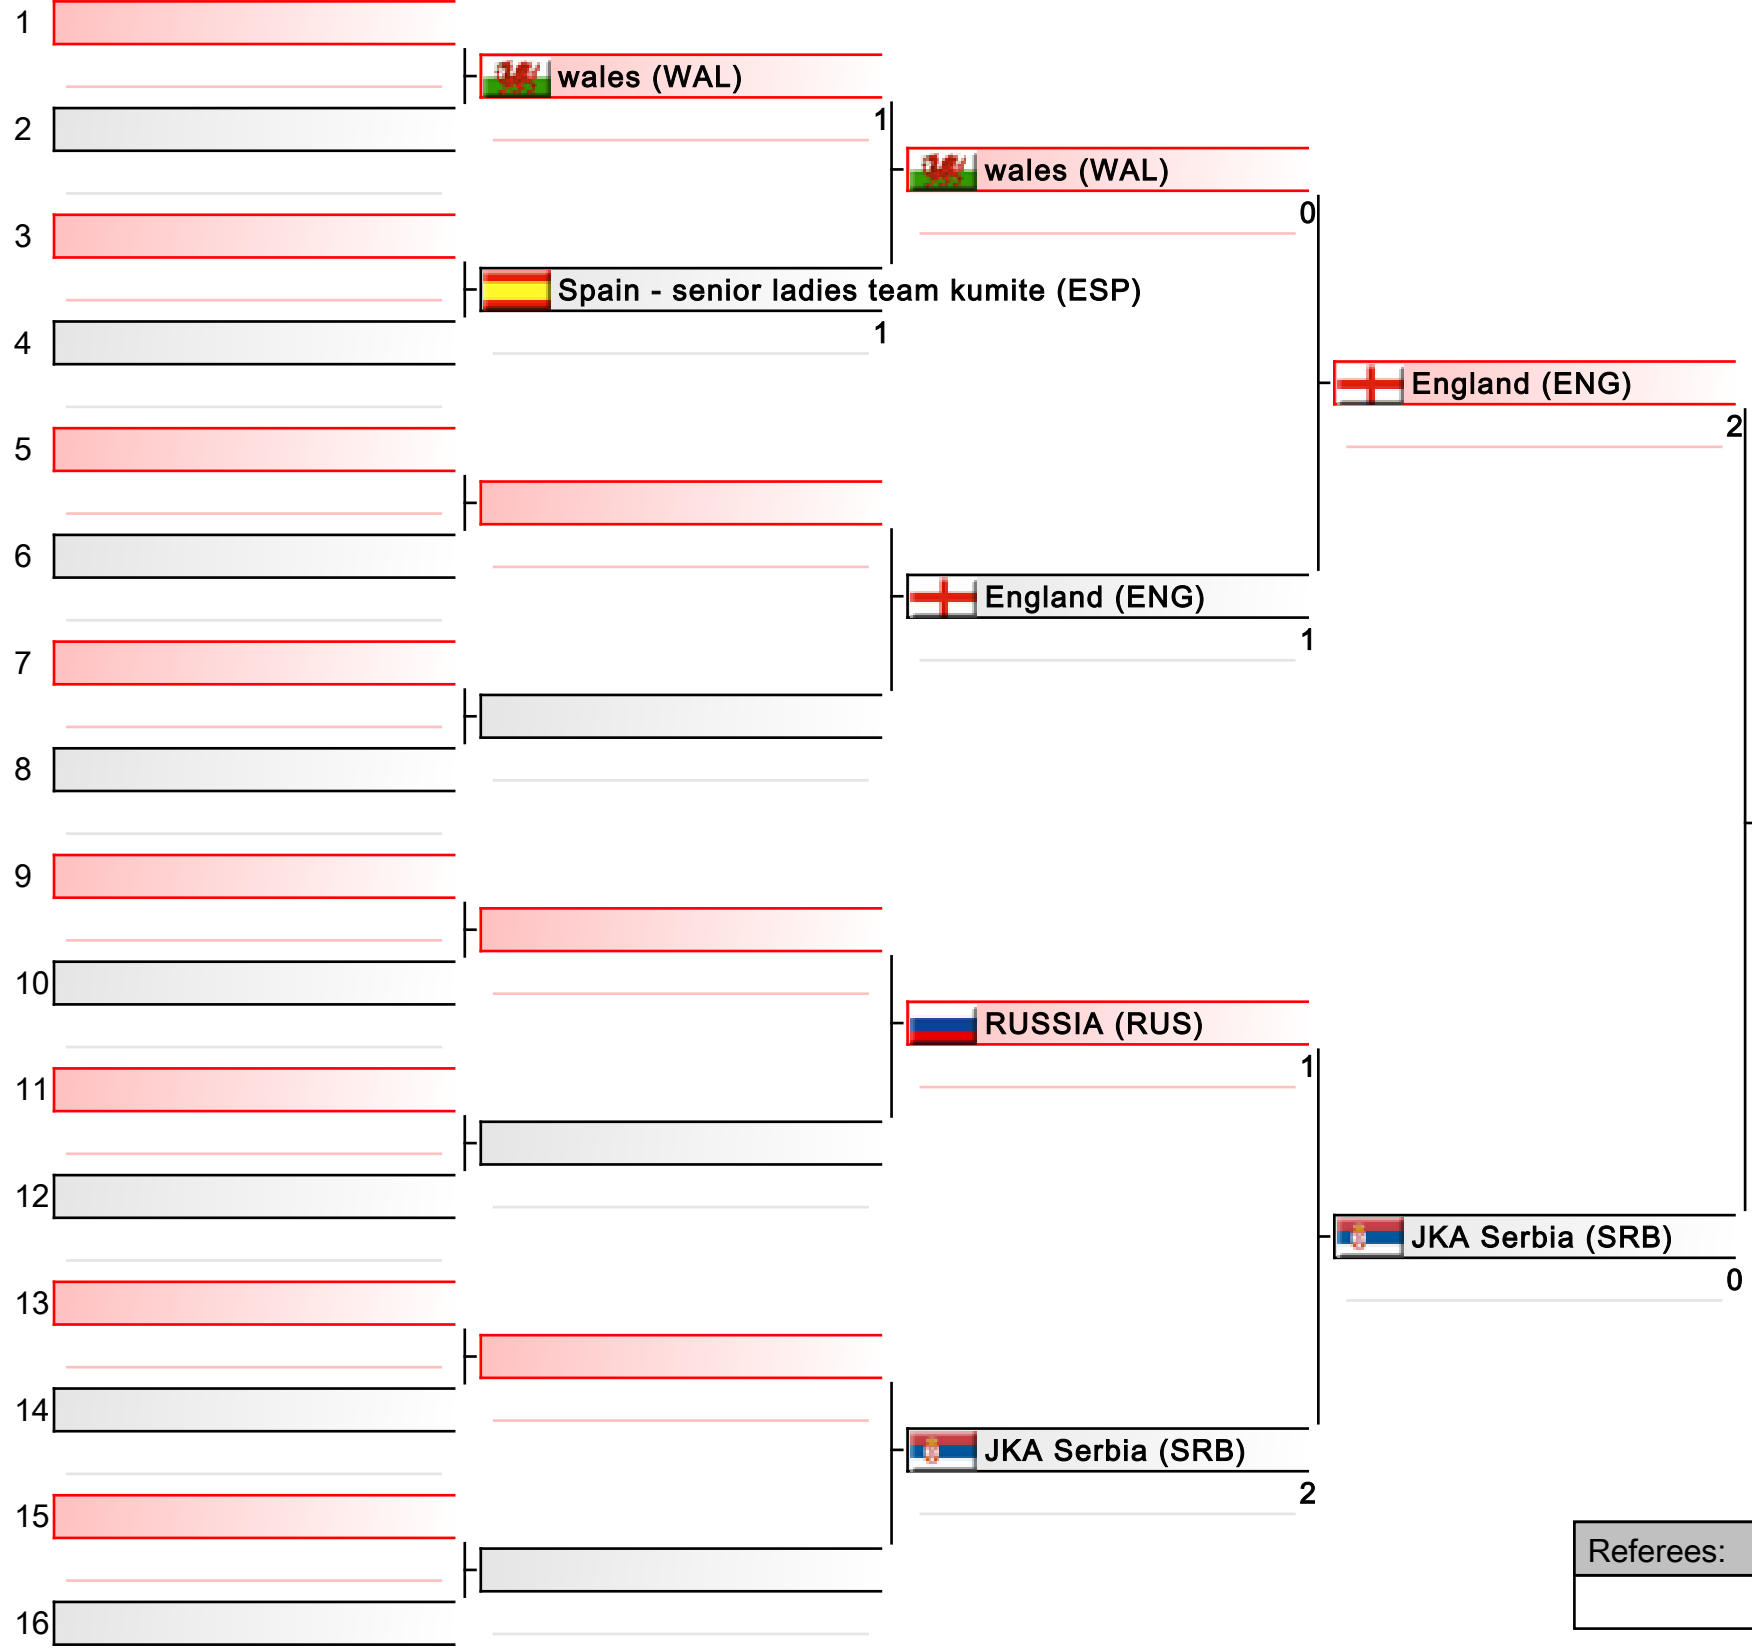 1
wales (WAL)
1
2
wales (WAL)
0
3
Spain - senior ladies team kumite (ESP)
1
4
England (ENG)
2
5
6
England (ENG)
1
7
8
9
10
RUSSIA (RUS)
1
11
12
JKA Serbia (SRB)
0
13
14
JKA Serbia (SRB)
2
15
Referees:
16